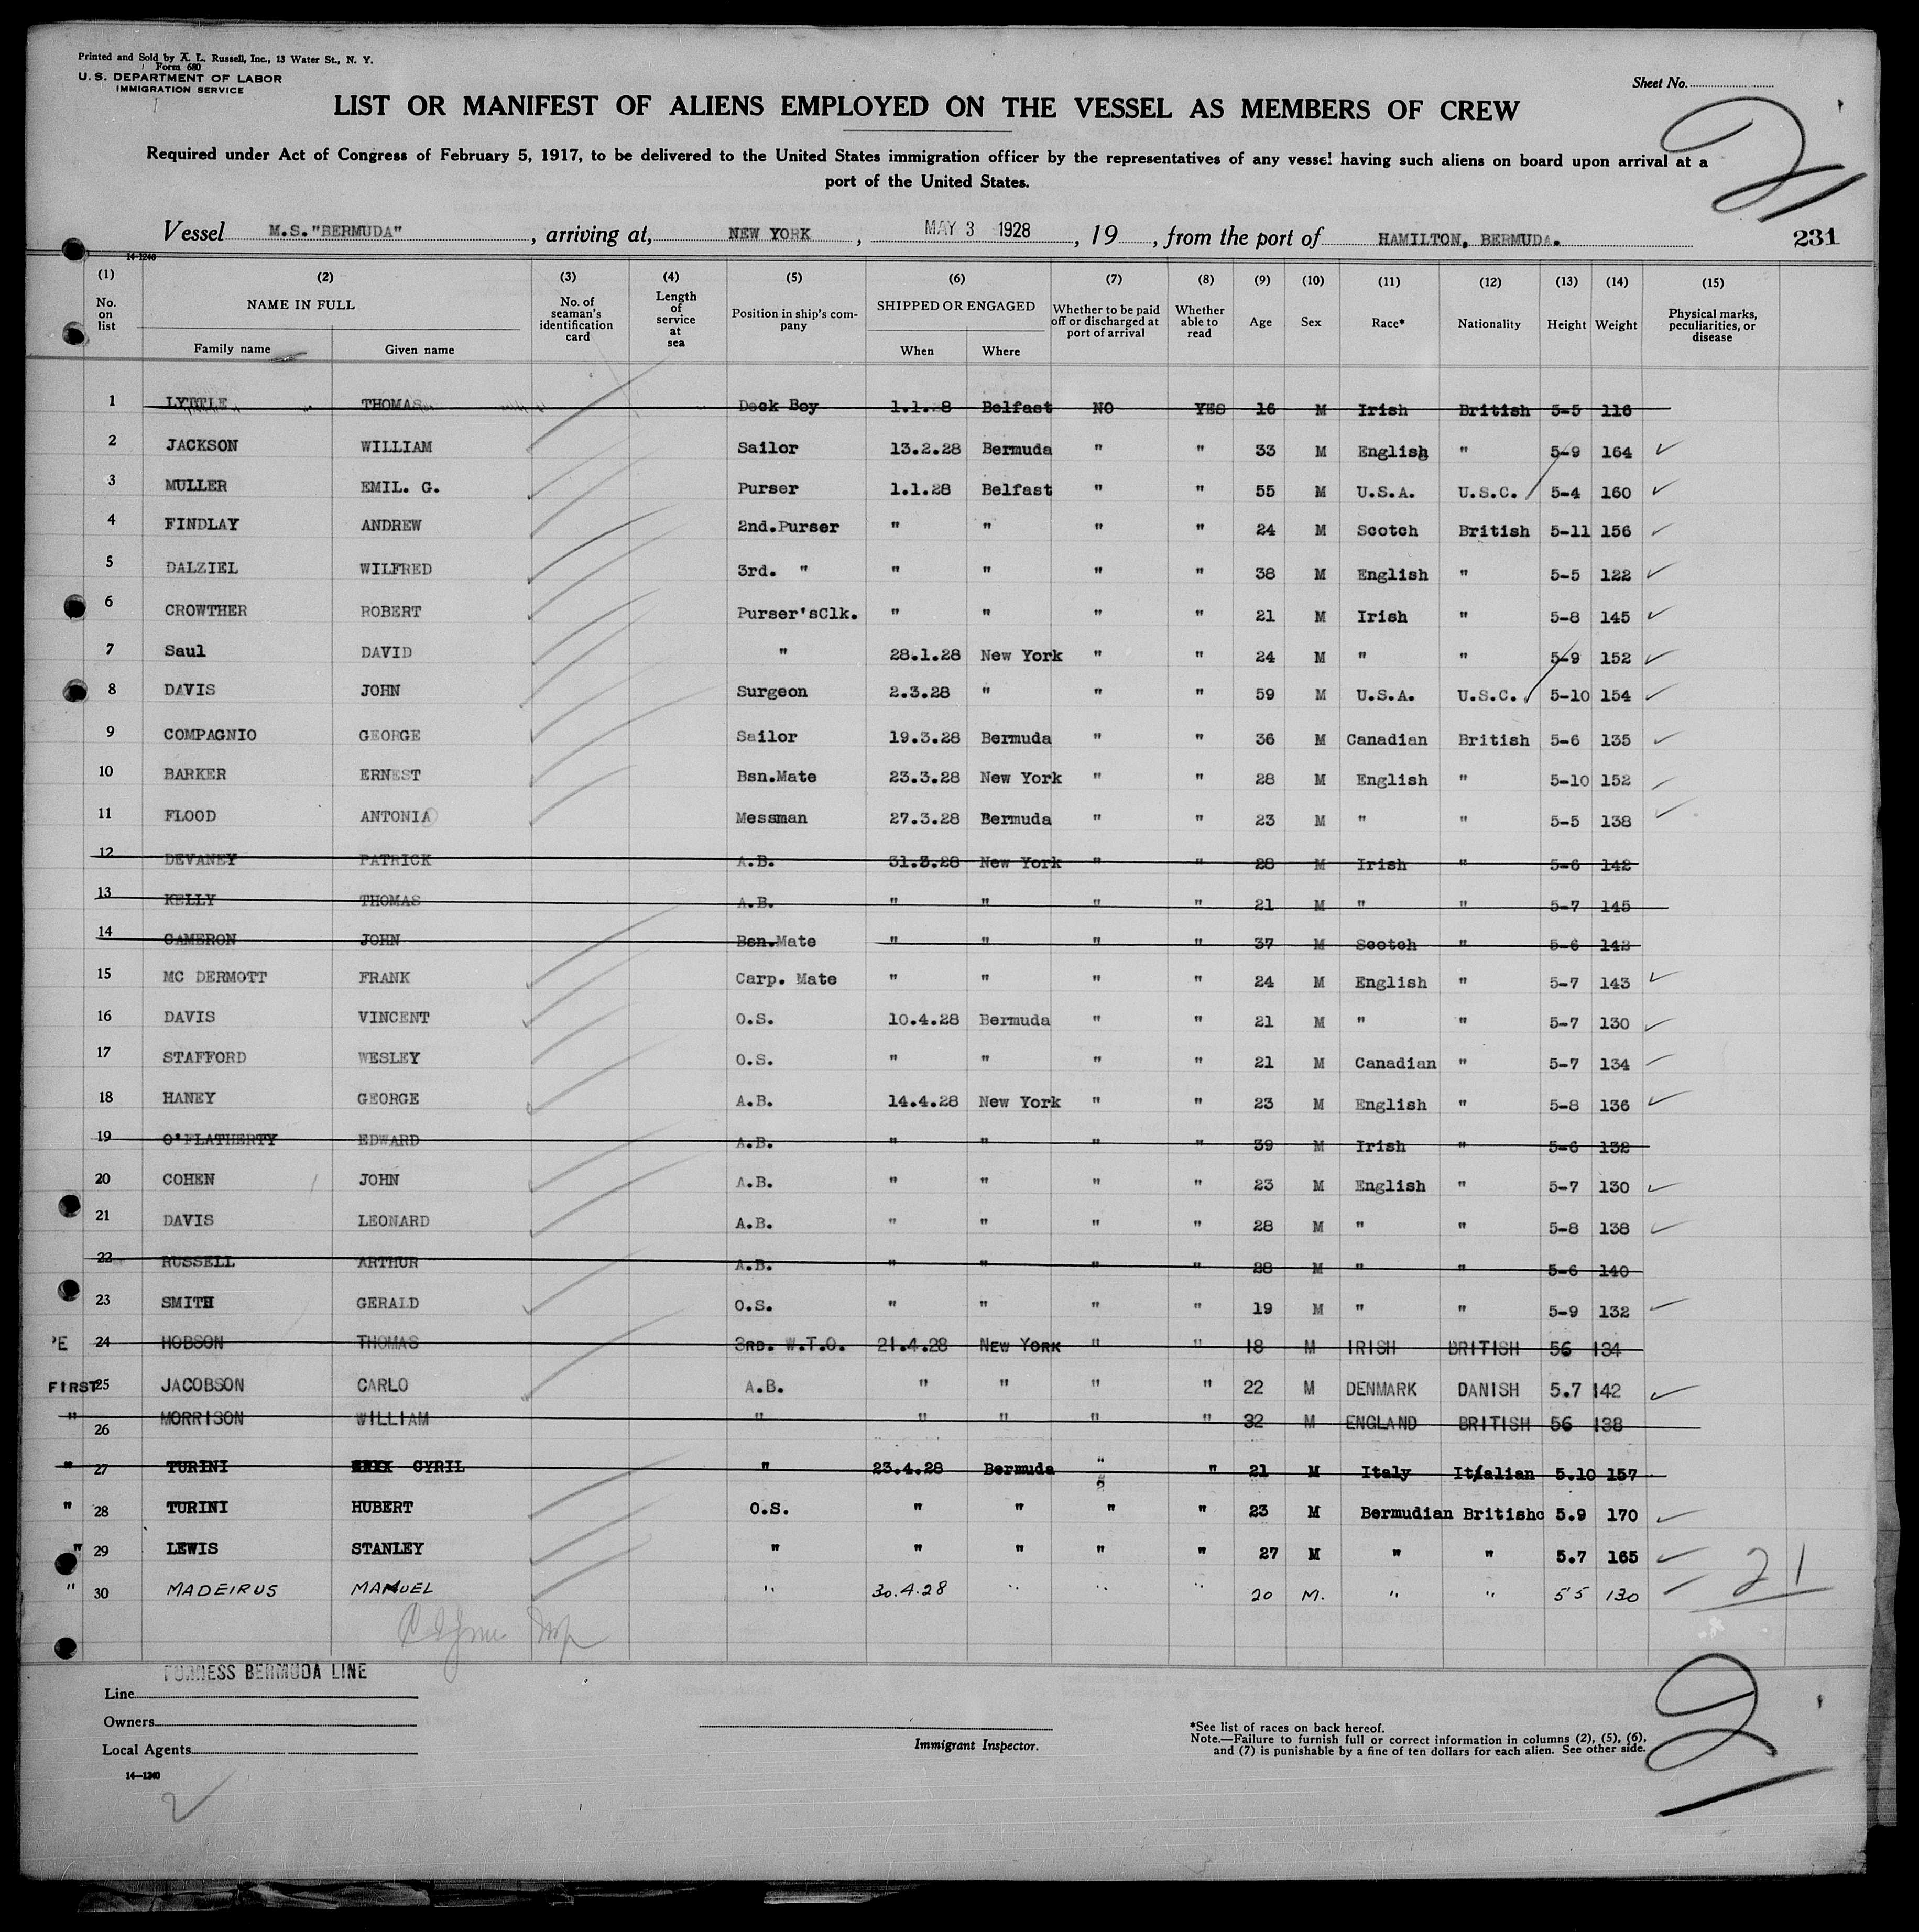 Printed and Sold by A. L. Russell, Inc., 13 Water St., N. Y.
Form 680
U. S. DEPARTMENT OF LABOR
IMMIGRATION SERVICE
Sheet No.
LIST OR MANIFEST OF ALIENS EMPLOYED ON THE VESSEL AS MEMBERS OF CREW
21
Required under Act of Congress of February 5, 1917, to be delivered to the United States immigration officer by the representatives of any vessel having such aliens on board upon arrival at a
port of the United States.
Vessel M.S."BERMUDA" , arriving at, NEW YORK , MAY 3 1928 , 19 , from the port of HAMILTON, BERMUDA. 231
14-1240
(1) (2) (3) (4) (5) (6) (7) (8) (9) (10) (11) (12) (13) (14) (15)
No. on list NAME IN FULL Family name Given name No. of seaman's identification card Length of service at sea Position in ship's company SHIPPED OR ENGAGED When Where Whether to be paid off or discharged at port of arrival Whether able to read Age Sex Race* Nationality Height Weight Physical marks, peculiarities, or disease
1 LYTTLE THOMAS Deck Boy 1.1. 8 Belfast NO YES 16 M Irish British 5-5 116
2 JACKSON WILLIAM Sailor 13.2.28 Bermuda " " 33 M English " 5-9 164
3 MULLER EMIL. G. Purser 1.1.28 Belfast " " 55 M U.S.A. U.S.C. 5-4 160
4 FINDLAY ANDREW 2nd.Purser " " " " 24 M Scotch British 5-11 156
5 DALZIEL WILFRED 3rd. " " " " " 38 M English " 5-5 122
6 CROWTHER ROBERT Purser'sClk. " " " " 21 M Irish " 5-8 145
7 Saul DAVID " 28.1.28 New York " " 24 M " " 5-9 152
8 DAVIS JOHN Surgeon 2.3.28 " " " 59 M U.S.A. U.S.C. 5-10 154
9 COMPAGNIO GEORGE Sailor 19.3.28 Bermuda " " 36 M Canadian British 5-6 135
10 BARKER ERNEST Bsn.Mate 23.3.28 New York " " 28 M English " 5-10 152
11 FLOOD ANTONIO Messman 27.3.28 Bermuda " " 23 M " " 5-5 138
12 DEVANEY PATRICK A.B. 31.3.28 New York " " 28 M Irish " 5-6 142
13 KELLY THOMAS A.B. " " " " 21 M " " 5-7 145
14 CAMERON JOHN Bsn.Mate " " " " 37 M Scotch " 5-6 142
15 MC DERMOTT FRANK Carp. Mate " " " " 24 M English " 5-7 143
16 DAVIS VINCENT O.S. 10.4.28 Bermuda " " 21 M " " 5-7 130
17 STAFFORD WESLEY O.S. " " " " 21 M Canadian " 5-7 134
18 HANEY GEORGE A.B. 14.4.28 New York " " 23 M English " 5-8 136
19 O'FLATHERTY EDWARD A.B. " " " " 39 M Irish " 5-6 132
20 COHEN JOHN A.B. " " " " 23 M English " 5-7 130
21 DAVIS LEONARD A.B. " " " " 28 M " " 5-8 138
22 RUSSELL ARTHUR A.B. " " " " 28 M " " 5-6 140
23 SMITH GERALD O.S. " " " " 19 M " " 5-9 132
'E 24 HOBSON THOMAS 3RD. W.T.O. 21.4.28 NEW YORK " " 18 M IRISH BRITISH 56 134
FIRST 25 JACOBSON CARLO A.B. " " " " 22 M DENMARK DANISH 5.7 142
" 26 MORRISON WILLIAM " " " " " 32 M ENGLAND BRITISH 56 138
" 27 TURINI CYRIL " 23.4.28 Bermuda " " 21 M Italy Italian 5.10 157
" 28 TURINI HUBERT O.S. " " " " 23 M Bermudian British 5.9 170
" 29 LEWIS STANLEY " " " " " 27 M " " 5.7 165
" 30 MADEIRUS MANUEL " 30.4.28 " " " 20 M. " " 5 5 130
21
FURNESS BERMUDA LINE
Line
Owners
Local Agents
Immigrant Inspector.
*See list of races on back hereof.
Note.—Failure to furnish full or correct information in columns (2), (5), (6),
and (7) is punishable by a fine of ten dollars for each alien. See other side.
14—1240
2
21